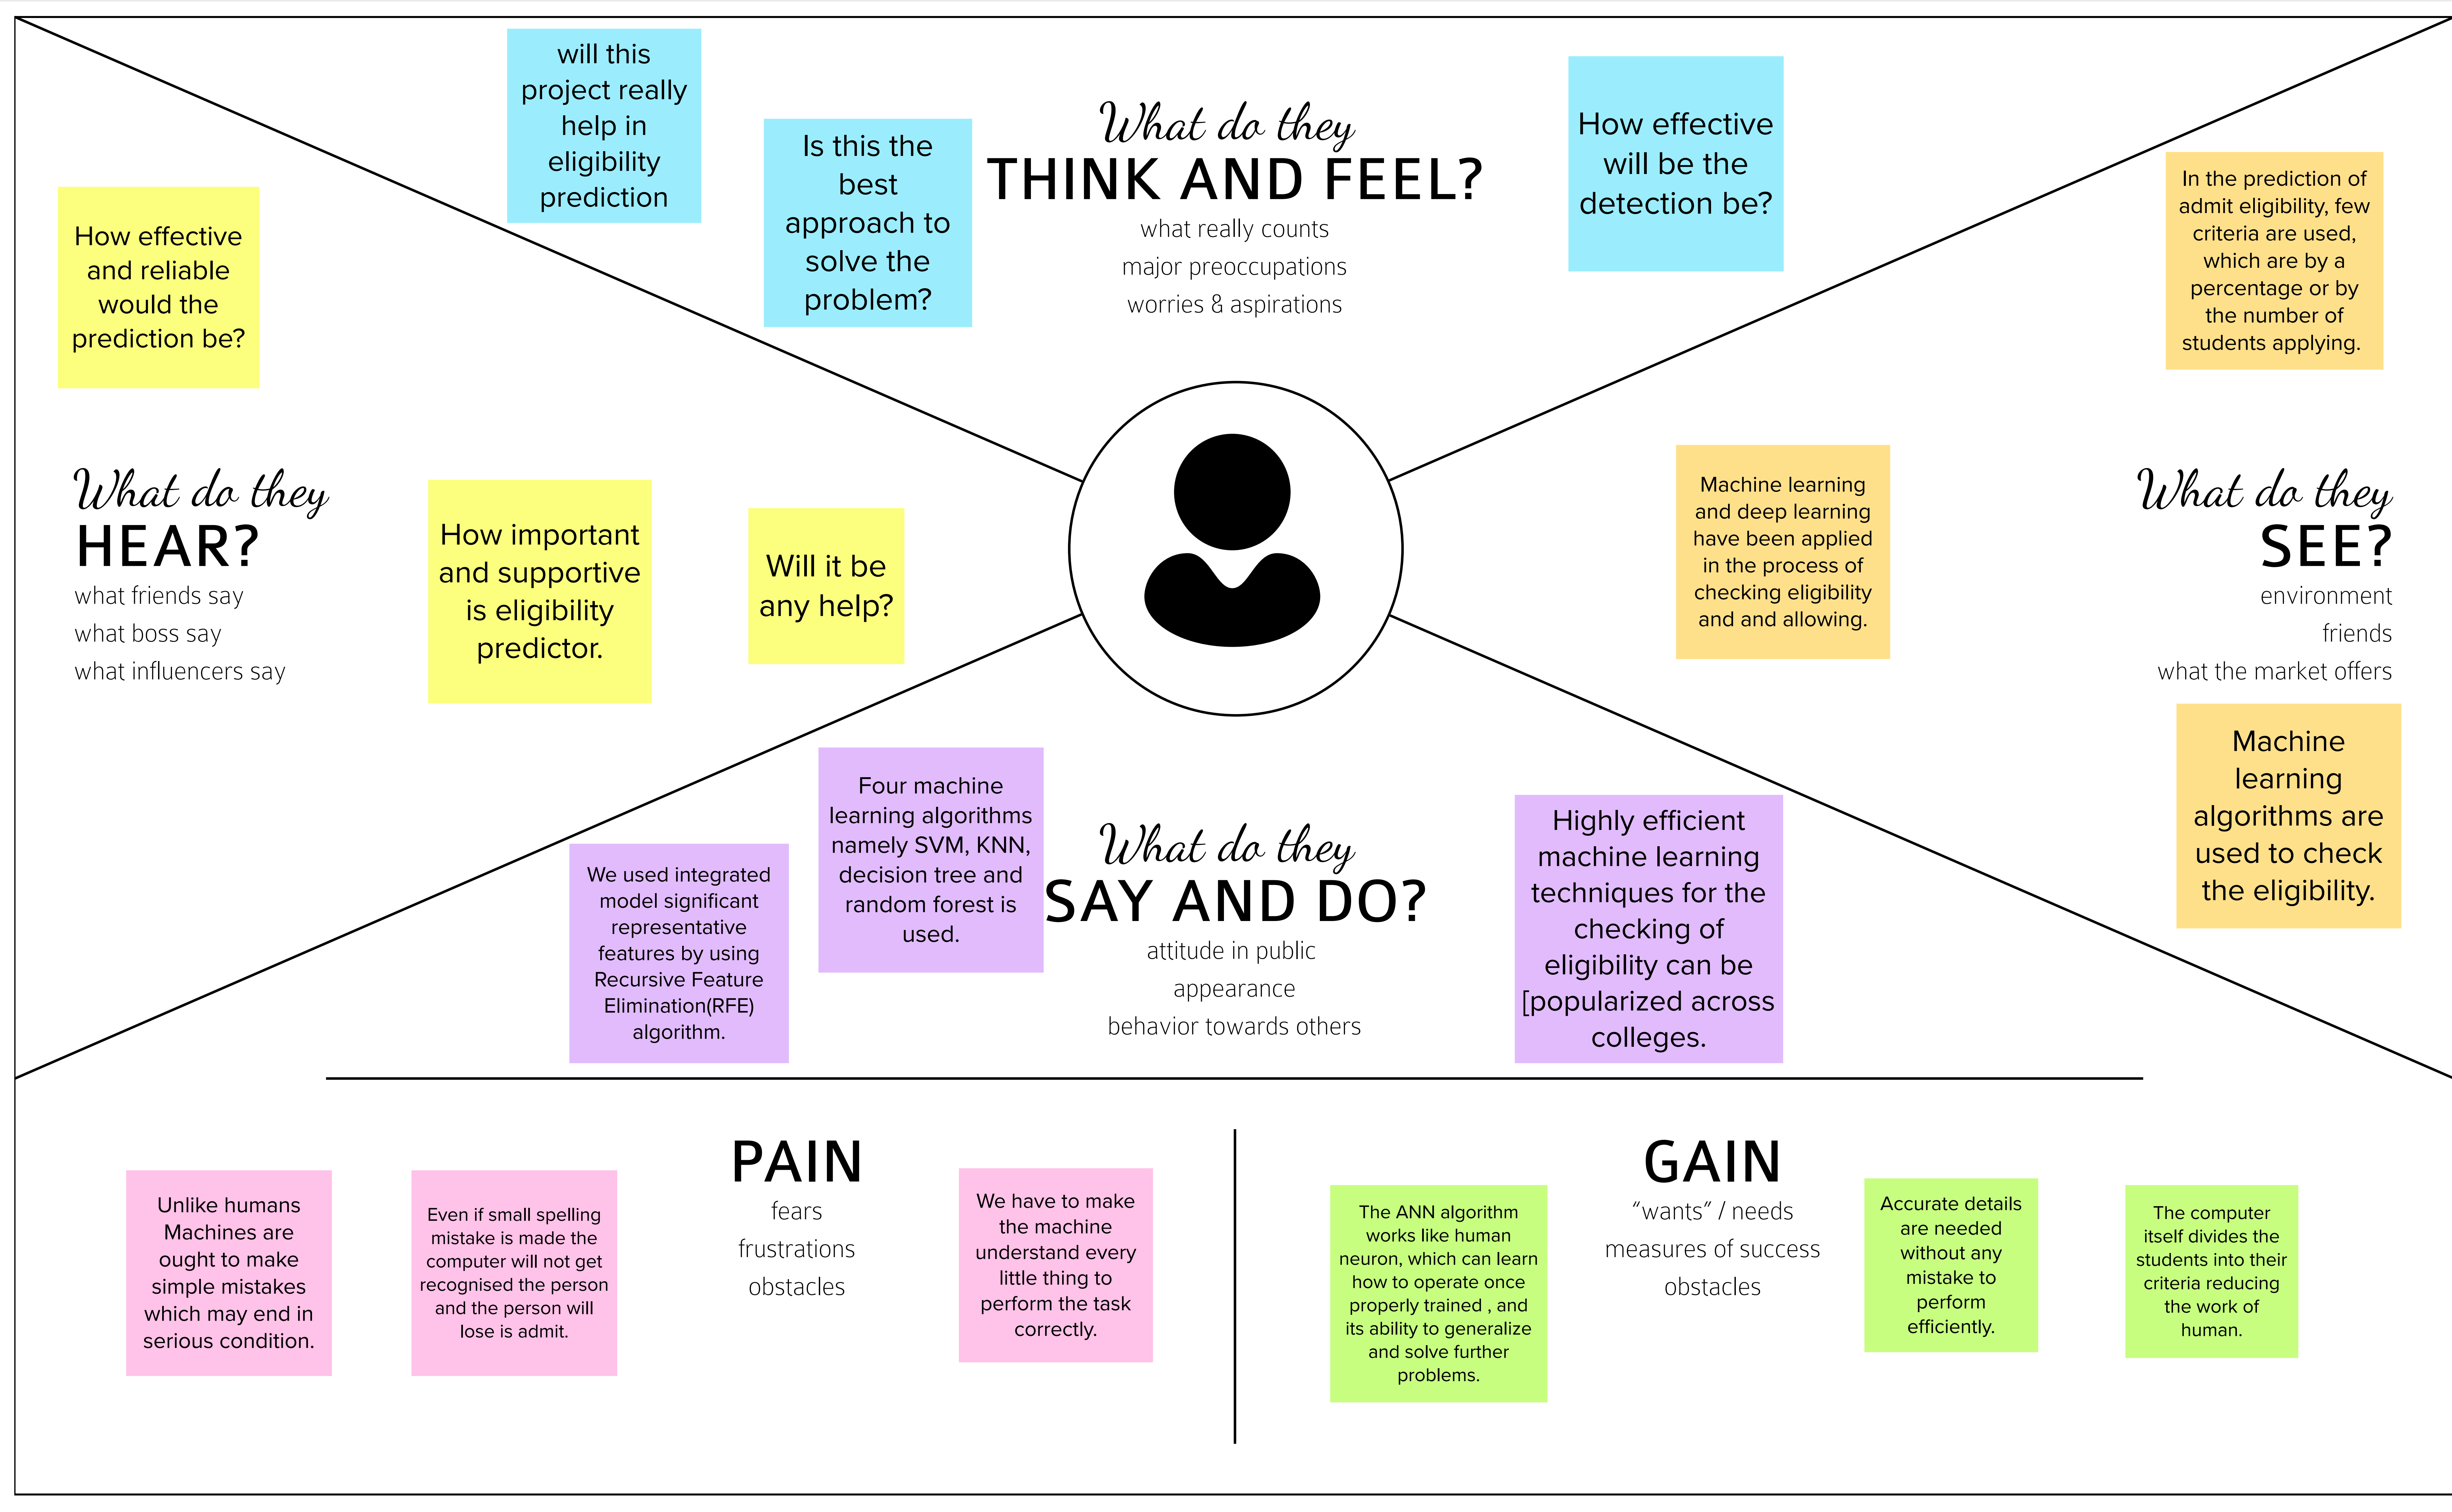 will this
project really
help in
eligibility
prediction
Is this the
best
approach to
solve the
problem?
What do they
THINK AND FEEL?
what really counts
major preoccupations
worries & aspirations
How effective
will be the
detection be?
How effective
and reliable
would the
prediction be?
What do they
HEAR?
what friends say
what boss say
what influencers say
How important
and supportive
is eligibility
predictor.
Will it be
any help?
In the prediction of
admit eligibility, few
criteria are used,
which are by a
percentage or by
the number of
students applying.
Machine learning
and deep learning
have been applied
in the process of
checking eligibility
and and allowing.
What do they
SEE?
environment
friends
what the market offers
Machine
learning
algorithms are
used to check
the eligibility.
We used integrated
model significant
representative
features by using
Recursive Feature
Elimination(RFE)
algorithm.
Four machine
learning algorithms
namely SVM, KNN,
decision tree and
random forest is
used.
What do they
SAY AND DO?
attitude in public
appearance
behavior towards others
Highly efficient
machine learning
techniques for the
checking of
eligibility can be
[popularized across
colleges.
Unlike humans
Machines are
ought to make
simple mistakes
which may end in
serious condition.
Even if small spelling
mistake is made the
computer will not get
recognised the person
and the person will
lose is admit.
PAIN
fears
frustrations
obstacles
We have to make
the machine
understand every
little thing to
perform the task
correctly.
The ANN algorithm
works like human
neuron, which can learn
how to operate once
properly trained , and
its ability to generalize
and solve further
problems.
GAIN
“wants” / needs
measures of success
obstacles
Accurate details
are needed
without any
mistake to
perform
efficiently.
The computer
itself divides the
students into their
criteria reducing
the work of
human.